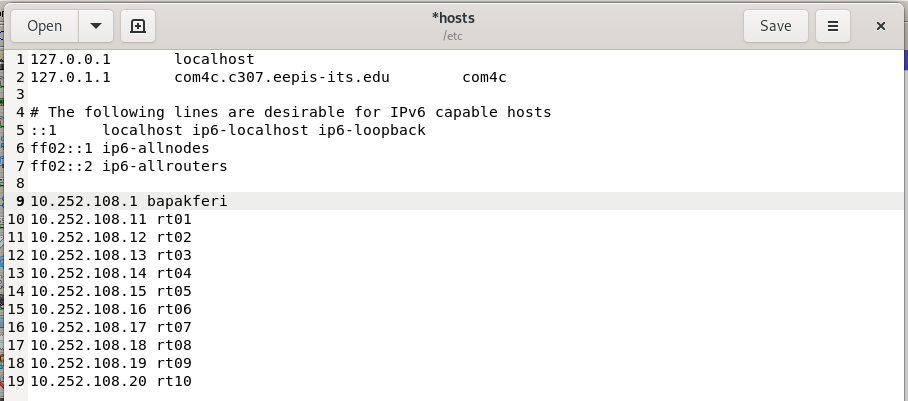 Open
*hosts
/etc
Save
1 127.0.0.1 localhost
2 127.0.1.1 com4c.c307.eepis-its.edu com4c
3
4 # The following lines are desirable for IPv6 capable hosts
5 ::1 localhost ip6-localhost ip6-loopback
6 ff02::1 ip6-allnodes
7 ff02::2 ip6-allrouters
8
9 10.252.108.1 bapakferi
10 10.252.108.11 rt01
11 10.252.108.12 rt02
12 10.252.108.13 rt03
13 10.252.108.14 rt04
14 10.252.108.15 rt05
15 10.252.108.16 rt06
16 10.252.108.17 rt07
17 10.252.108.18 rt08
18 10.252.108.19 rt09
19 10.252.108.20 rt10